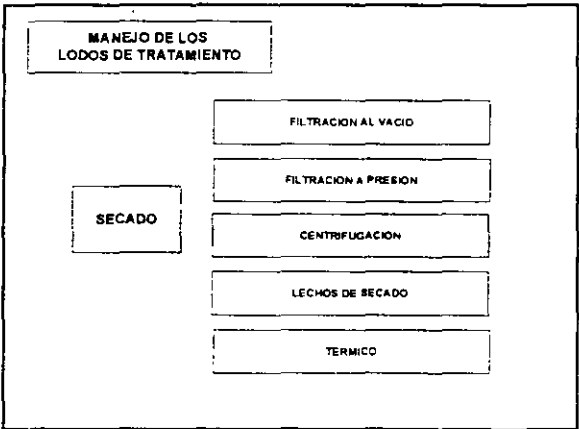 MANEJO DE LOS
LODOS DE TRATAMIENTO
FILTRACION AL VACIO
FILTRACION A PRESION
SECADO
CENTRIFUGACION
LECHOS DE SECADO
TERMICO